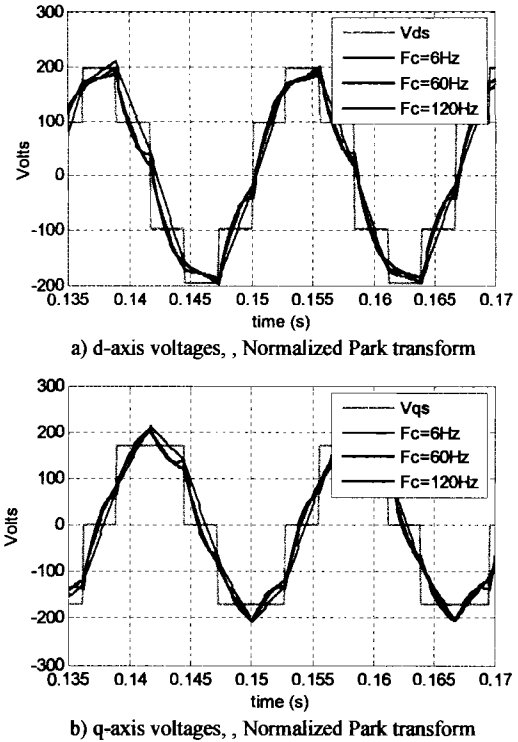 300
200
100
0
-100
-200
Volts
Vds
Fc=6Hz
Fc=60Hz
Fc=120Hz
0.135 0.14 0.145 0.15 0.155 0.16 0.165 0.17
time (s)
a) d-axis voltages, , Normalized Park transform
300
200
100
0
-100
-200
300
Volts
Vqs
Fc=6Hz
Fc=60Hz
Fc=120Hz
0.135 0.14 0.145 0.15 0.155 0.16 0.165 0.17
time (s)
b) q-axis voltages, , Normalized Park transform